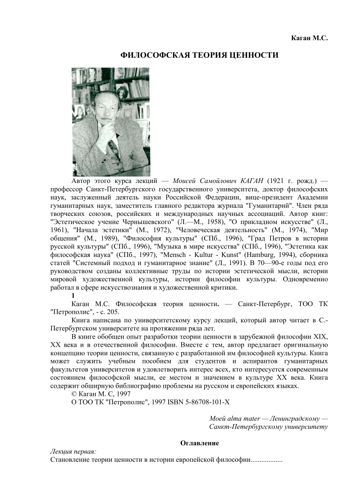 Каган М.С.
ФИЛОСОФСКАЯ ТЕОРИЯ ЦЕННОСТИ
Автор этого курса лекций — Моисей Самойлович КАГАН (1921 г. рожд.) —
профессор Санкт-Петербургского государственного университета, доктор философских
наук, заслуженный деятель науки Российской Федерации, вице-президент Академии
гуманитарных наук, заместитель главного редактора журнала "Гуманитарий". Член ряда
творческих союзов, российских и международных научных ассоциаций. Автор книг:
"Эстетическое учение Чернышевского" (Л.—М., 1958), "О прикладном искусстве" (Л.,
1961), "Начала эстетики" (М., 1972), "Человеческая деятельность" (М., 1974), "Мир
общения" (М., 1989), "Философия культуры" (СПб., 1996), "Град Петров в истории
русской культуры" (СПб., 1996), "Музыка в мире искусств" (СПб., 1996), "Эстетика как
философская наука" (СПб., 1997), "Mensch - Kultur - Kunst" (Hamburg, 1994), сборника
статей "Системный подход и гуманитарное знание" (Л., 1991). В 70—90-е годы под его
руководством созданы коллективные труды по истории эстетической мысли, истории
мировой художественной культуры, истории философии культуры. Одновременно
работал в сфере искусствознания и художественной критики.
1
Каган М.С. Философская теория ценности. — Санкт-Петербург, ТОО ТК
"Петрополис", - с. 205.
Книга написана по университетскому курсу лекций, который автор читает в С.-
Петербургском университете на протяжении ряда лет.
В книге обобщен опыт разработки теории ценности в зарубежной философии XIX,
XX века и в отечественной философии. Вместе с тем, автор предлагает оригинальную
концепцию теории ценности, связанную с разработанной им философией культуры. Книга
может служить учебным пособием для студентов и аспирантов гуманитарных
факультетов университетов и удовлетворить интерес всех, кто интересуется современным
состоянием философской мысли, ее местом и значением в культуре XX века. Книга
содержит обширную библиографию проблемы на русском и европейских языках.
© Каган М. С, 1997
О ТОО ТК "Петрополис", 1997 ISBN 5-86708-101-X
Моей alma mater — Ленинградскому —
Санкт-Петербургскому университету
Оглавление
Лекция первая:
Становление теории ценности в истории европейской философии..................